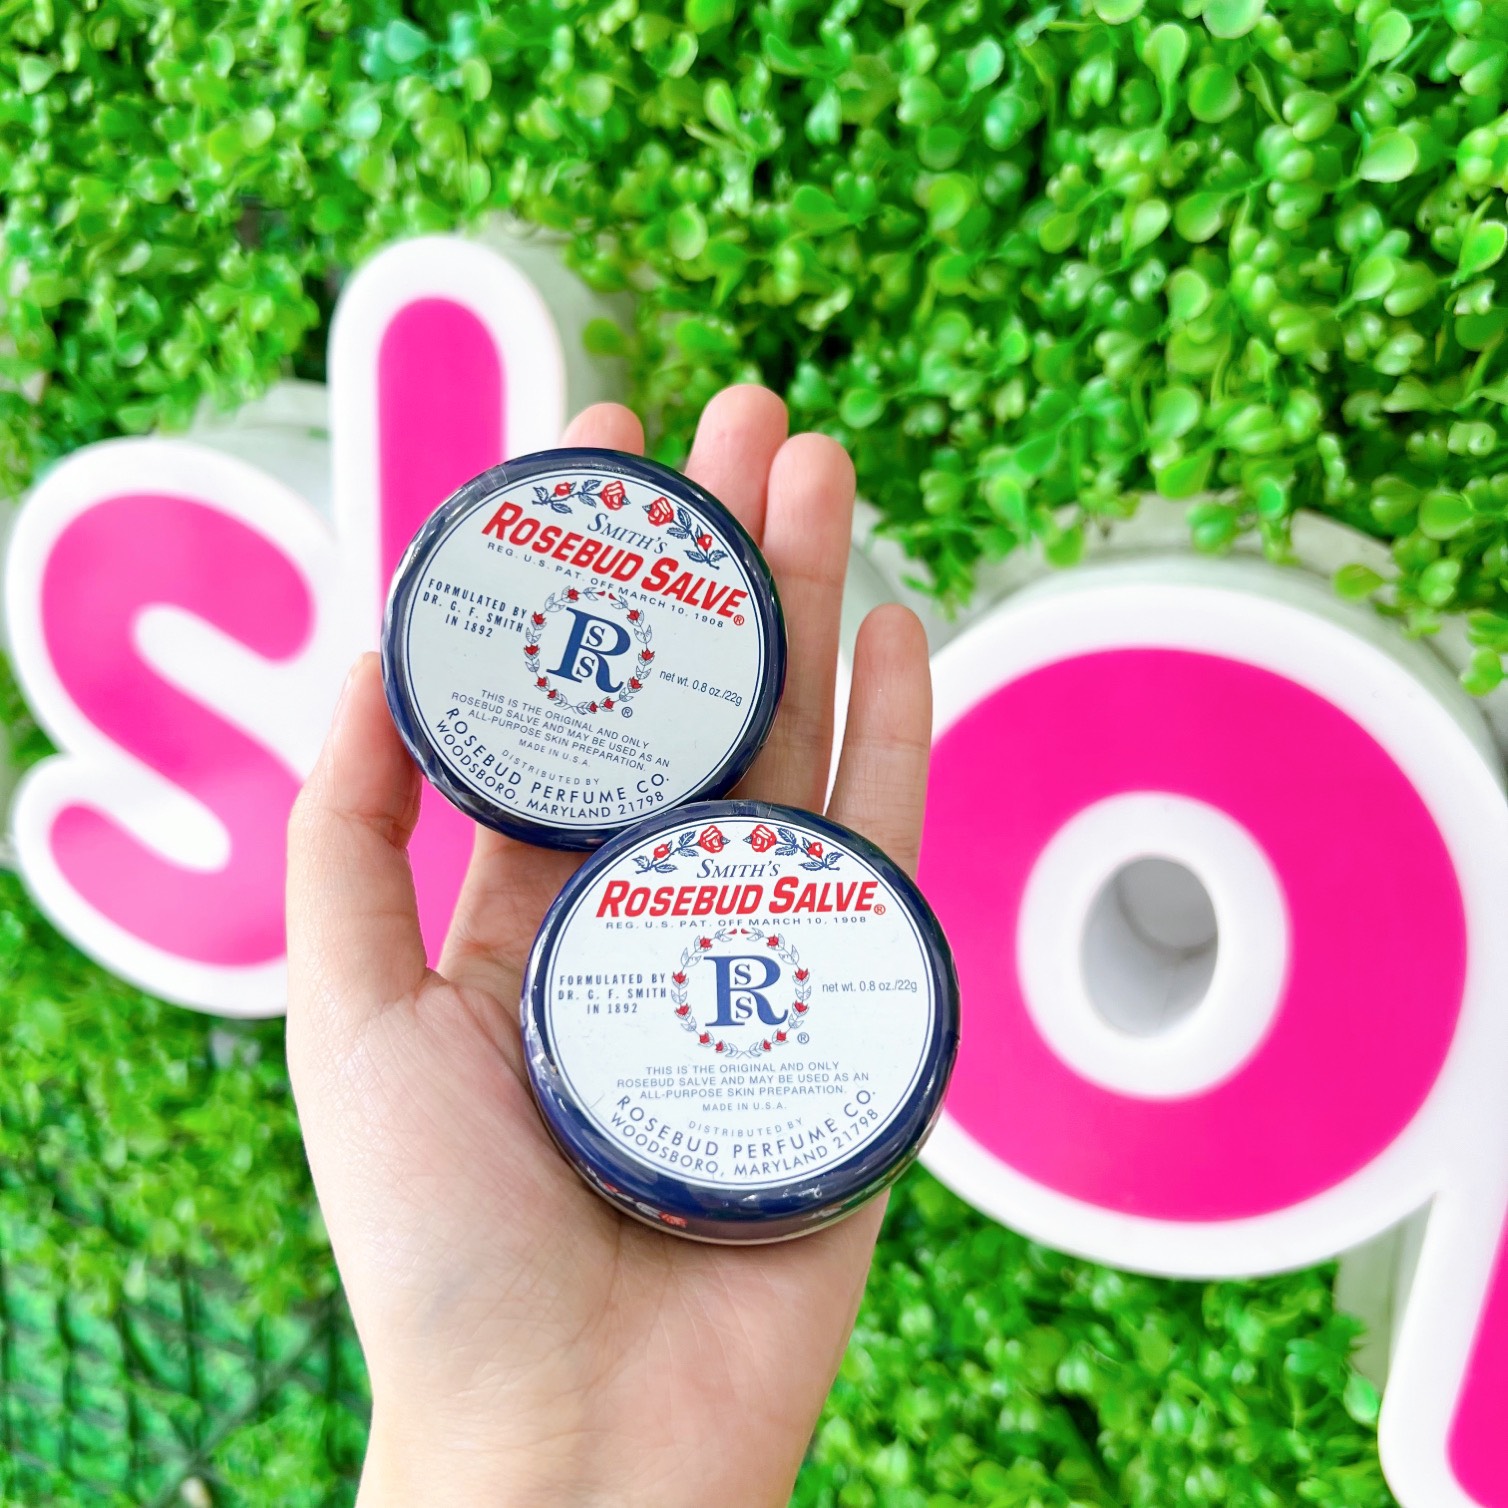 SMITH'S
ROSEBUD SALVE®
REG. U.S. PAT. OFF MARCH 10, 1908
FORMULATED BY
DR. G. F. SMITH
IN 1892
RSS
®
net wt. 0.8 oz./22g
THIS IS THE ORIGINAL AND ONLY
ROSEBUD SALVE AND MAY BE USED AS AN
ALL-PURPOSE SKIN PREPARATION.
MADE IN U.S.A.
DISTRIBUTED BY
ROSEBUD PERFUME CO.
WOODSBORO, MARYLAND 21798
SMITH'S
ROSEBUD SALVE®
REG. U.S. PAT. OFF MARCH 10, 1908
FORMULATED BY
DR. G. F. SMITH
IN 1892
RSS
®
net wt. 0.8 oz./22g
THIS IS THE ORIGINAL AND ONLY
ROSEBUD SALVE AND MAY BE USED AS AN
ALL-PURPOSE SKIN PREPARATION.
MADE IN U.S.A.
DISTRIBUTED BY
ROSEBUD PERFUME CO.
WOODSBORO, MARYLAND 21798